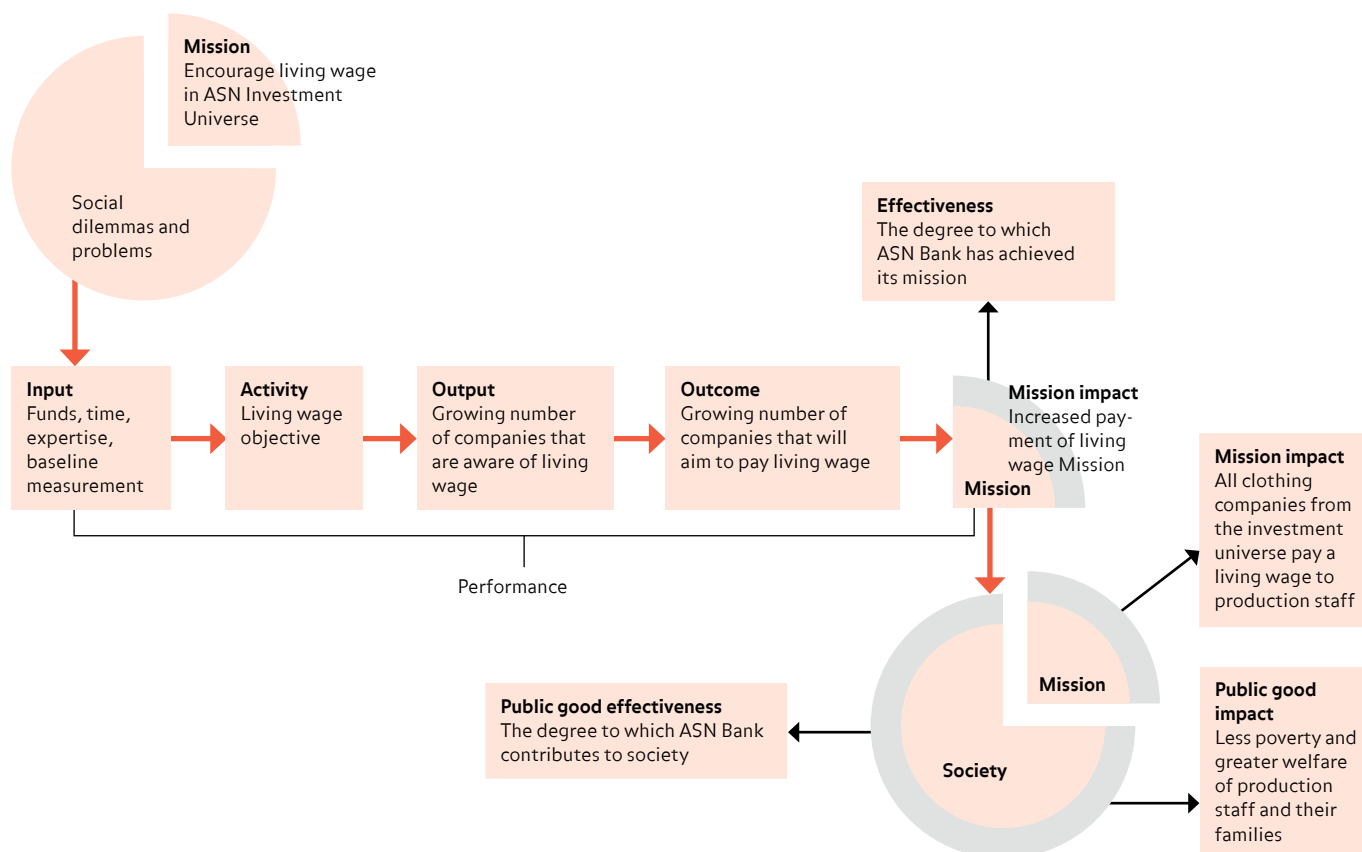 Mission
Encourage living wage
in ASN Investment
Universe
Social
dilemmas and
problems
Effectiveness
The degree to which
ASN Bank has achieved
its mission
Input
Funds, time,
expertise,
baseline
measurement
Activity
Living wage
objective
Output
Growing number
of companies that
are aware of living
wage
Outcome
Growing number of
companies that will
aim to pay living wage
Mission impact
Increased pay-
ment of living
wage Mission
Mission
Performance
Mission impact
All clothing
companies from
the investment
universe pay a
living wage to
production staff
Mission
Society
Public good effectiveness
The degree to which ASN Bank
contributes to society
Public good
impact
Less poverty and
greater welfare
of production
staff and their
families